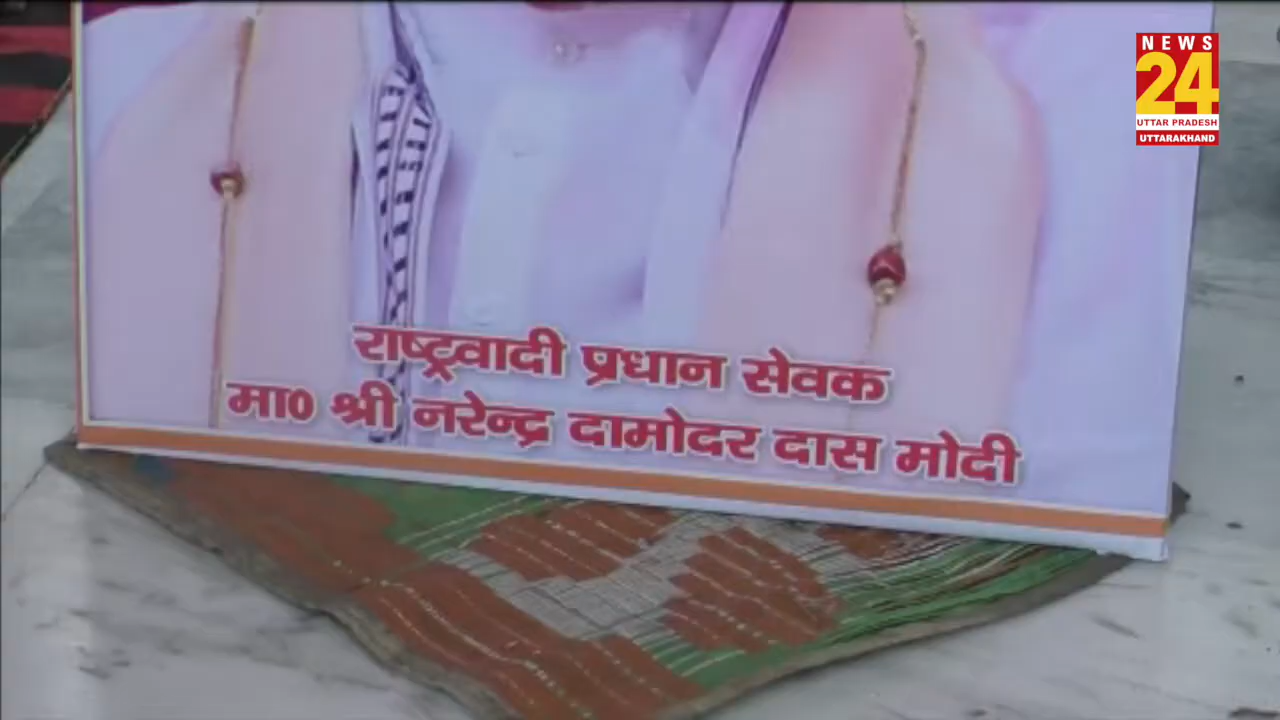 NEWS
24
UTTAR PRADESH
UTTARAKHAND
राष्ट्रवादी प्रधान सेवक
मा0 श्री नरेन्द्र दामोदर दास मोदी